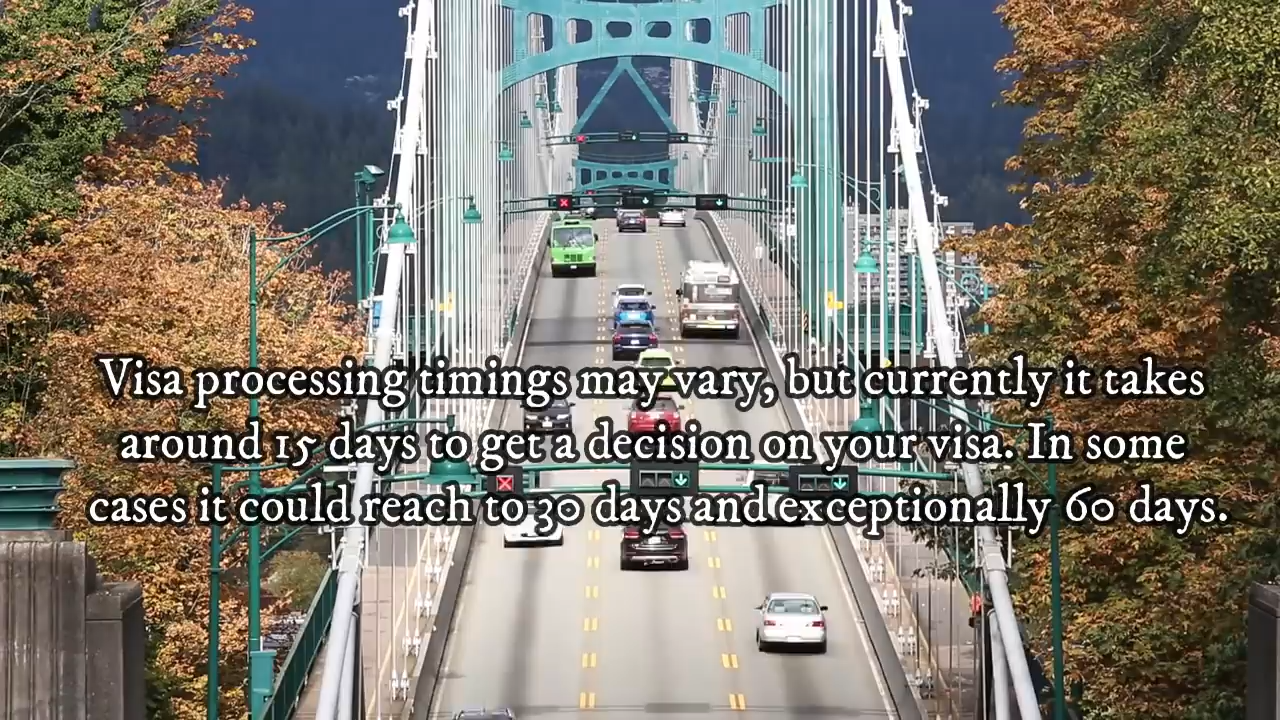 Visa processing timings may vary, but currently it takes
around 15 days to get a decision on your visa. In some
cases it could reach to 30 days and exceptionally 60 days.